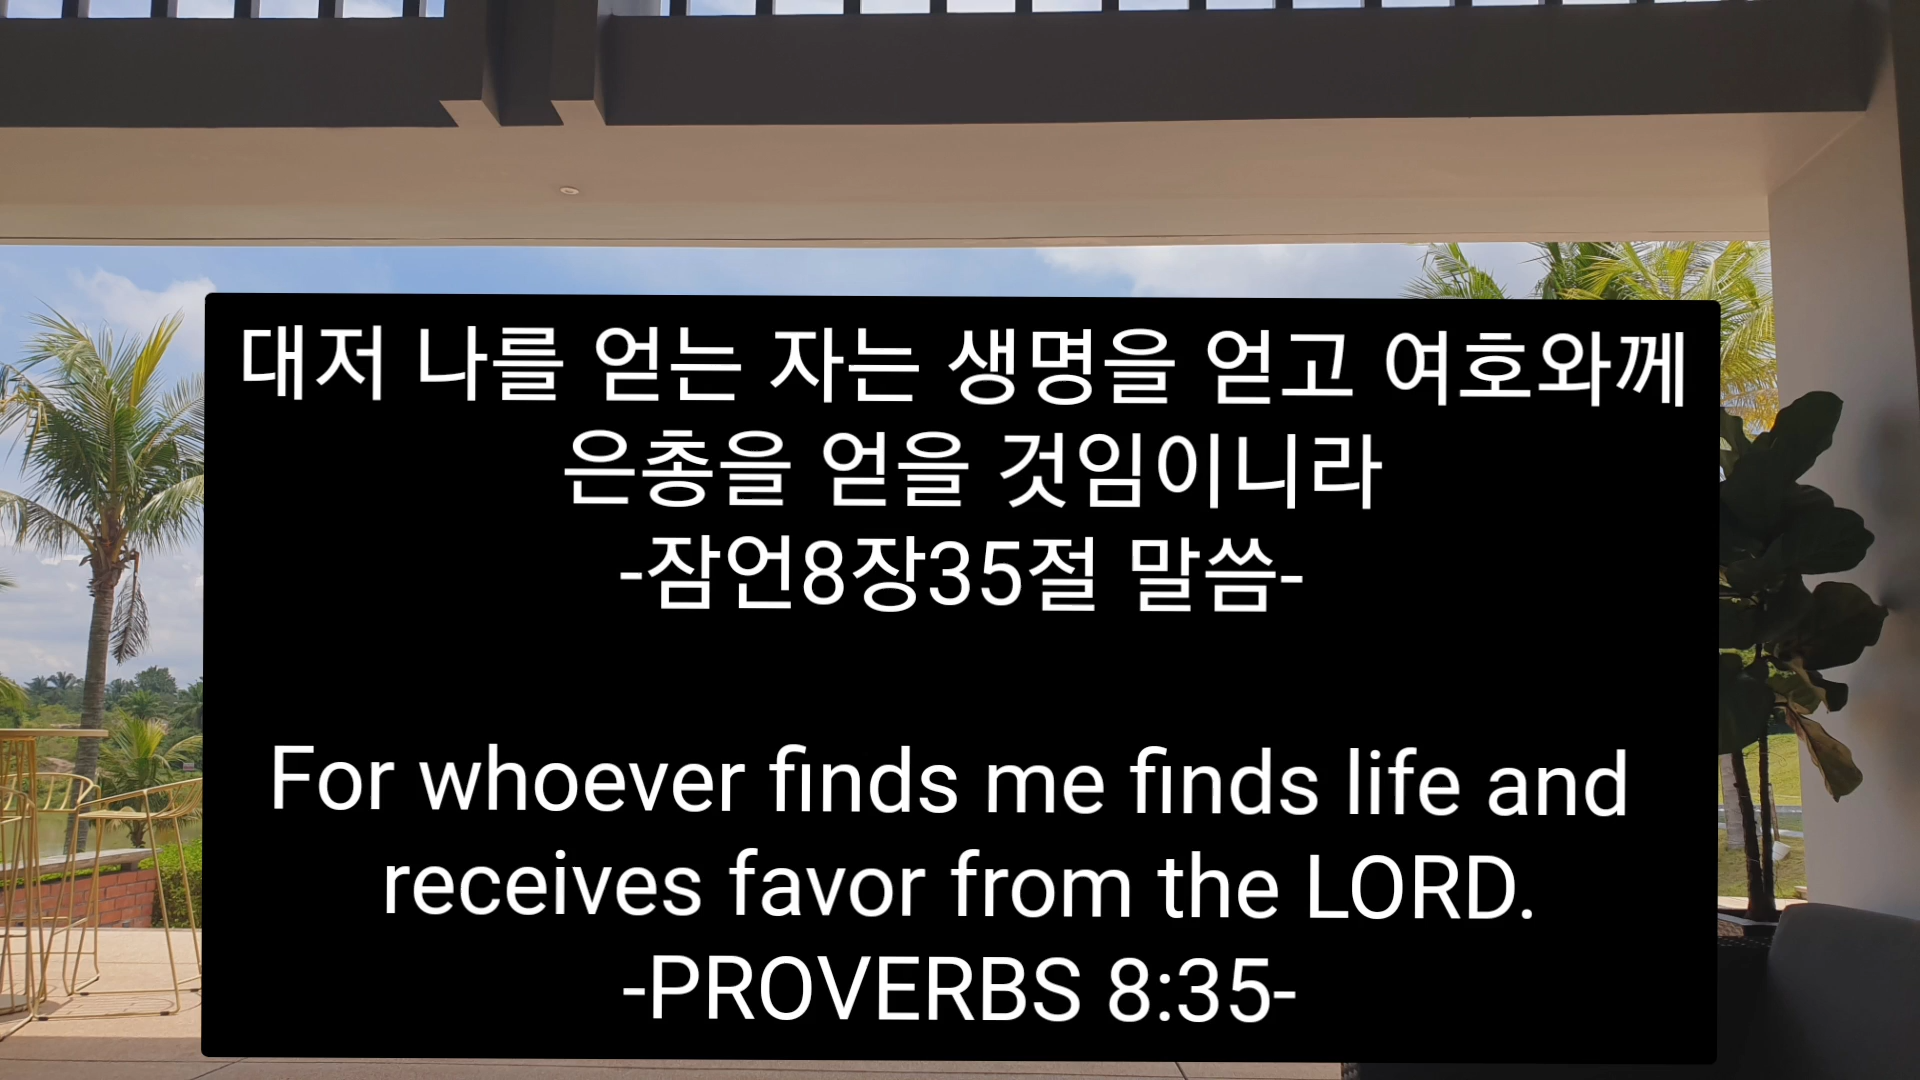 대저 나를 얻는 자는 생명을 얻고 여호와께
은총을 얻을 것임이니라
-잠언8장35절 말씀-
For whoever finds me finds life and
receives favor from the LORD.
-PROVERBS 8:35-